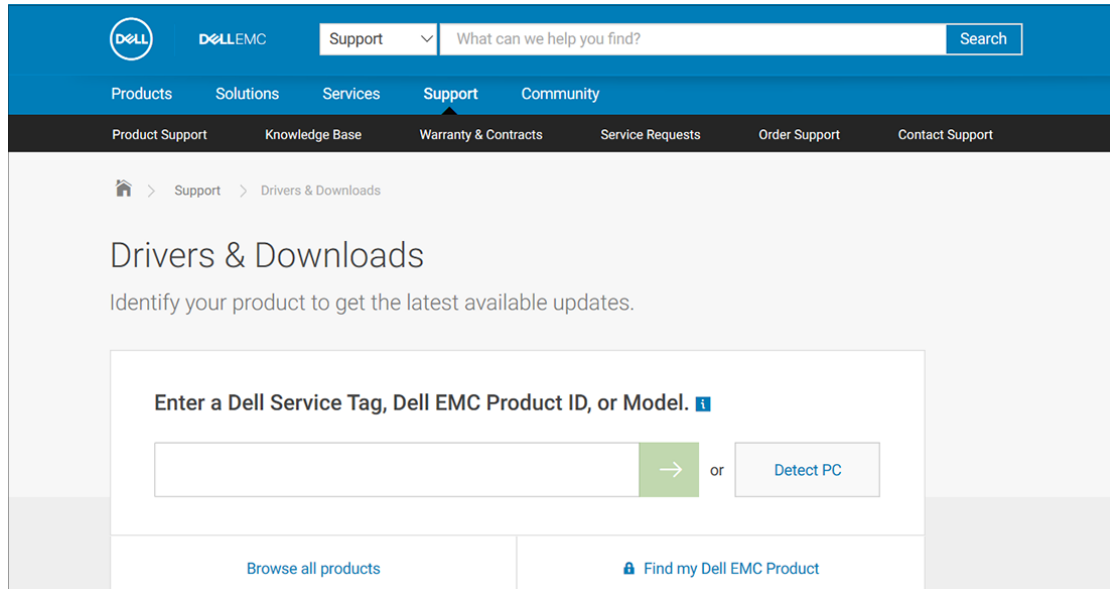 DELL DELLEMC Support What can we help you find? Search
Products Solutions Services Support Community
Product Support Knowledge Base Warranty & Contracts Service Requests Order Support Contact Support
Support Drivers & Downloads
Drivers & Downloads
Identify your product to get the latest available updates.
Enter a Dell Service Tag, Dell EMC Product ID, or Model. i
or Detect PC
Browse all products Find my Dell EMC Product